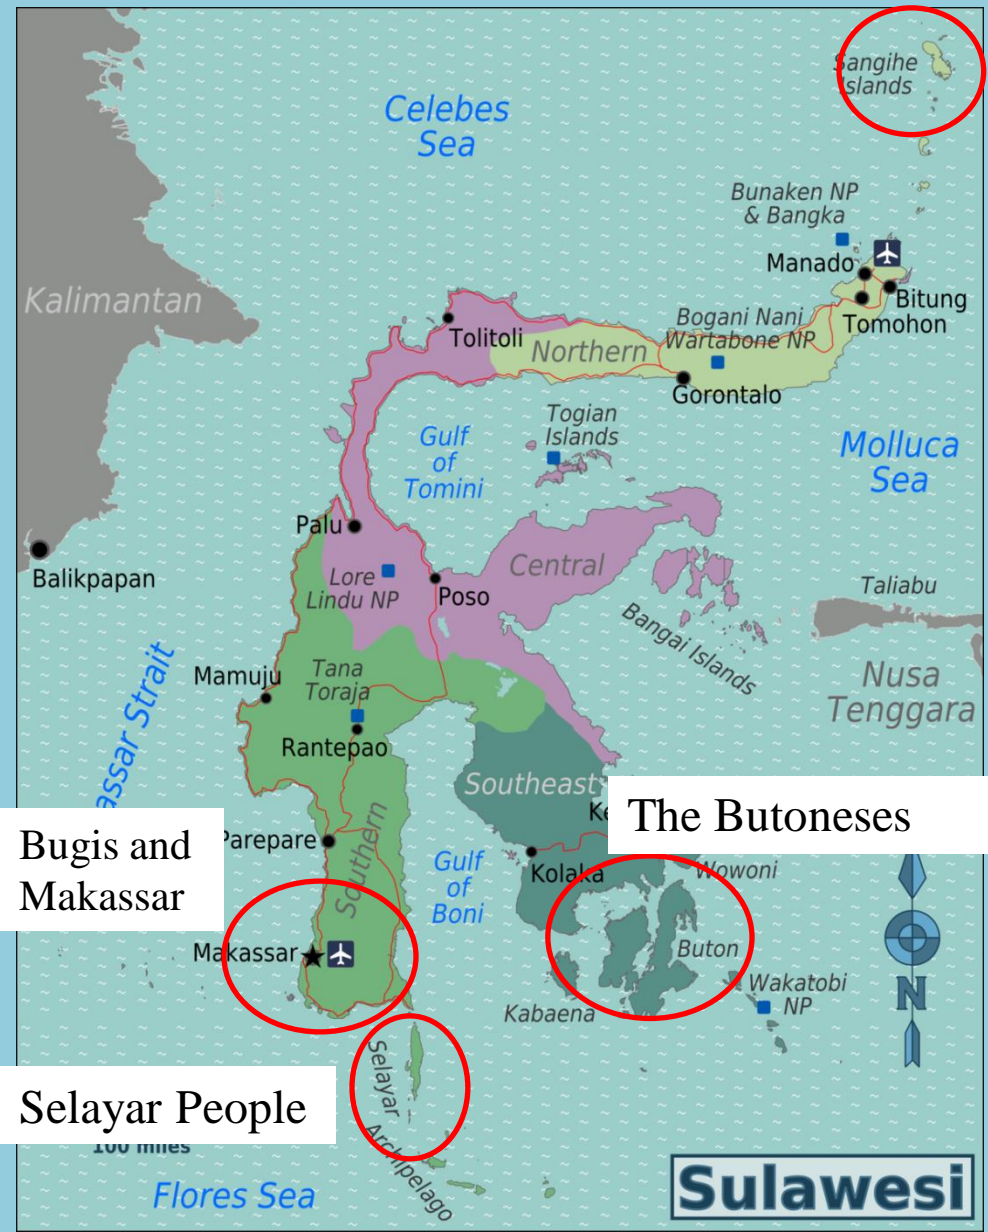 Sangihe
Islands
Celebes
Sea
Bunaken NP
& Bangka
Manado
Bitung
Tomohon
Kalimantan
Tolitoli
Northern
Bogani Nani
Wartabone NP
Gorontalo
Togian
Islands
Gulf
of
Tomini
Molluca
Sea
Palu
Balikpapan
Lore
Lindu NP
Poso
Central
Taliabu
Bangai Islands
Nusa
Tenggara
Mamuju
Tana
Toraja
Rantepao
assar Strait
Southeast
Ke
The Butoneses
Bugis and
Makassar
Parepare
Southern
Gulf
of
Boni
Kolaka
Wowoni
Makassar
Buton
Kabaena
Wakatobi
NP
N
Selayar
Archipelago
Selayar People
100 miles
Flores Sea
Sulawesi